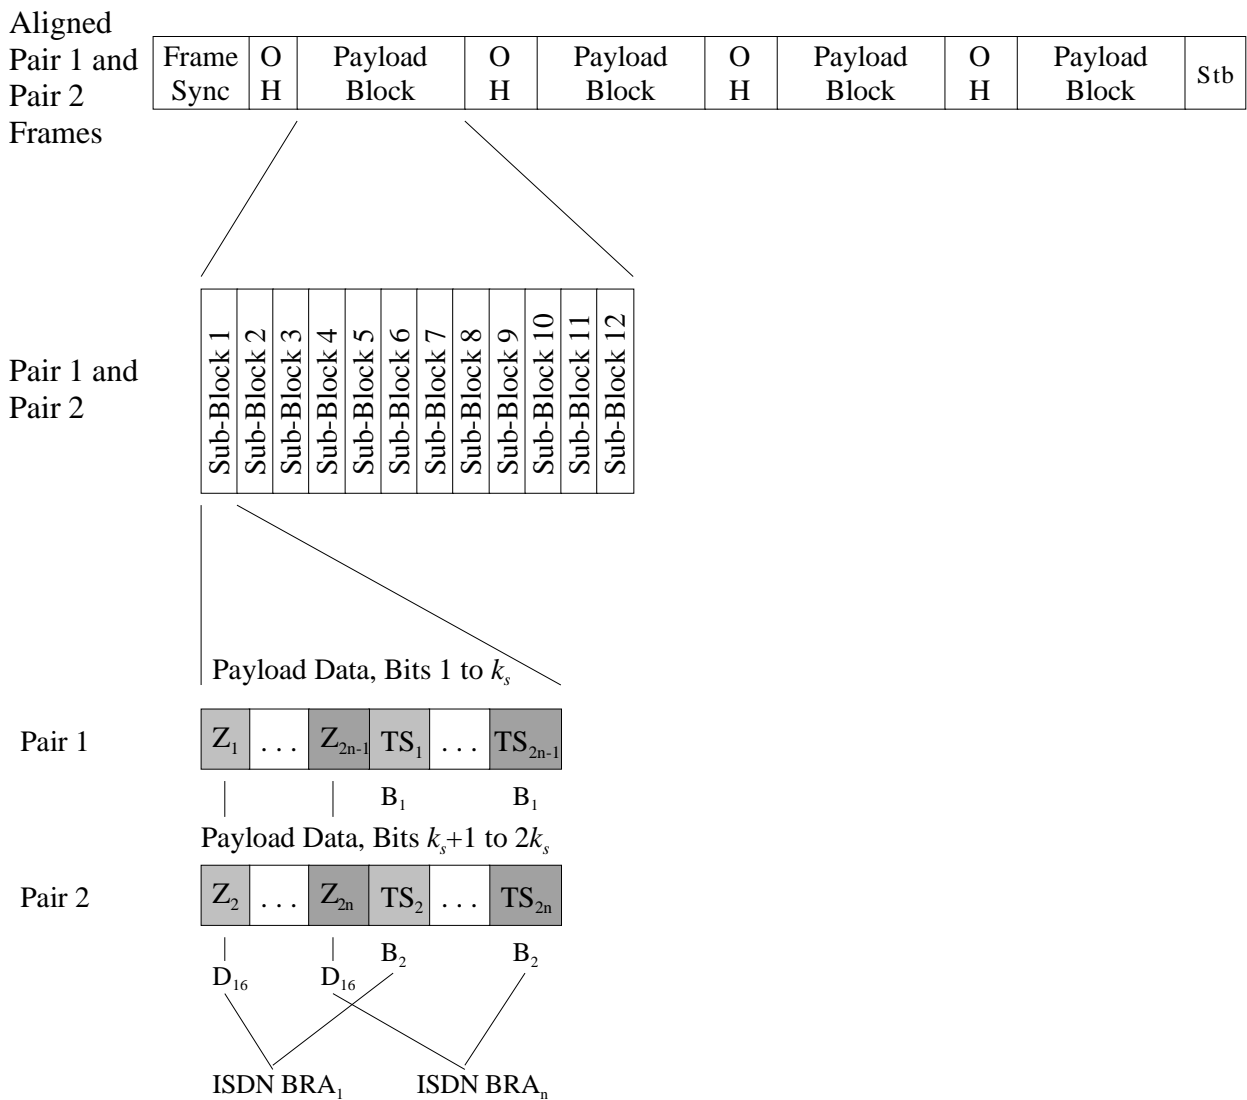 Aligned
Pair 1 and
Pair 2
Frames
Frame Sync
O H
Payload Block
O H
Payload Block
O H
Payload Block
O H
Payload Block
Stb
Pair 1 and
Pair 2
Sub-Block 1
Sub-Block 2
Sub-Block 3
Sub-Block 4
Sub-Block 5
Sub-Block 6
Sub-Block 7
Sub-Block 8
Sub-Block 9
Sub-Block 10
Sub-Block 11
Sub-Block 12
Payload Data, Bits 1 to kₛ
Pair 1
Z₁ . . . Z₂ₙ₋₁ TS₁ . . . TS₂ₙ₋₁
B₁ B₁
Payload Data, Bits kₛ+1 to 2kₛ
Pair 2
Z₂ . . . Z₂ₙ TS₂ . . . TS₂ₙ
B₂ B₂
D₁₆ D₁₆
ISDN BRA₁ ISDN BRAₙ